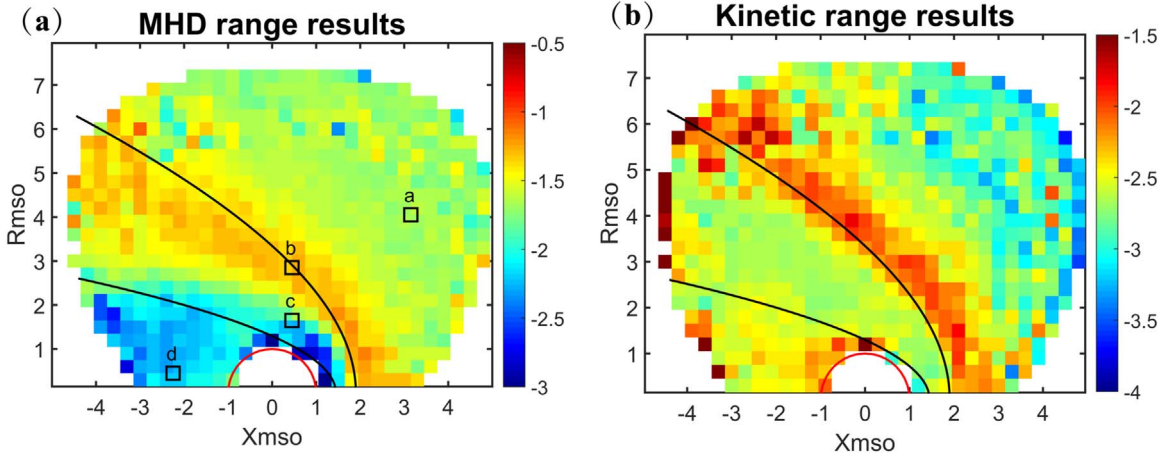 (a)
MHD range results
7
6
5
4
3
2
1
Rmso
a
b
c
d
-4 -3 -2 -1 0 1 2 3 4
Xmso
-0.5
-1
-1.5
-2
-2.5
-3
(b)
Kinetic range results
7
6
5
4
3
2
1
Rmso
-4 -3 -2 -1 0 1 2 3 4
Xmso
-1.5
-2
-2.5
-3
-3.5
-4